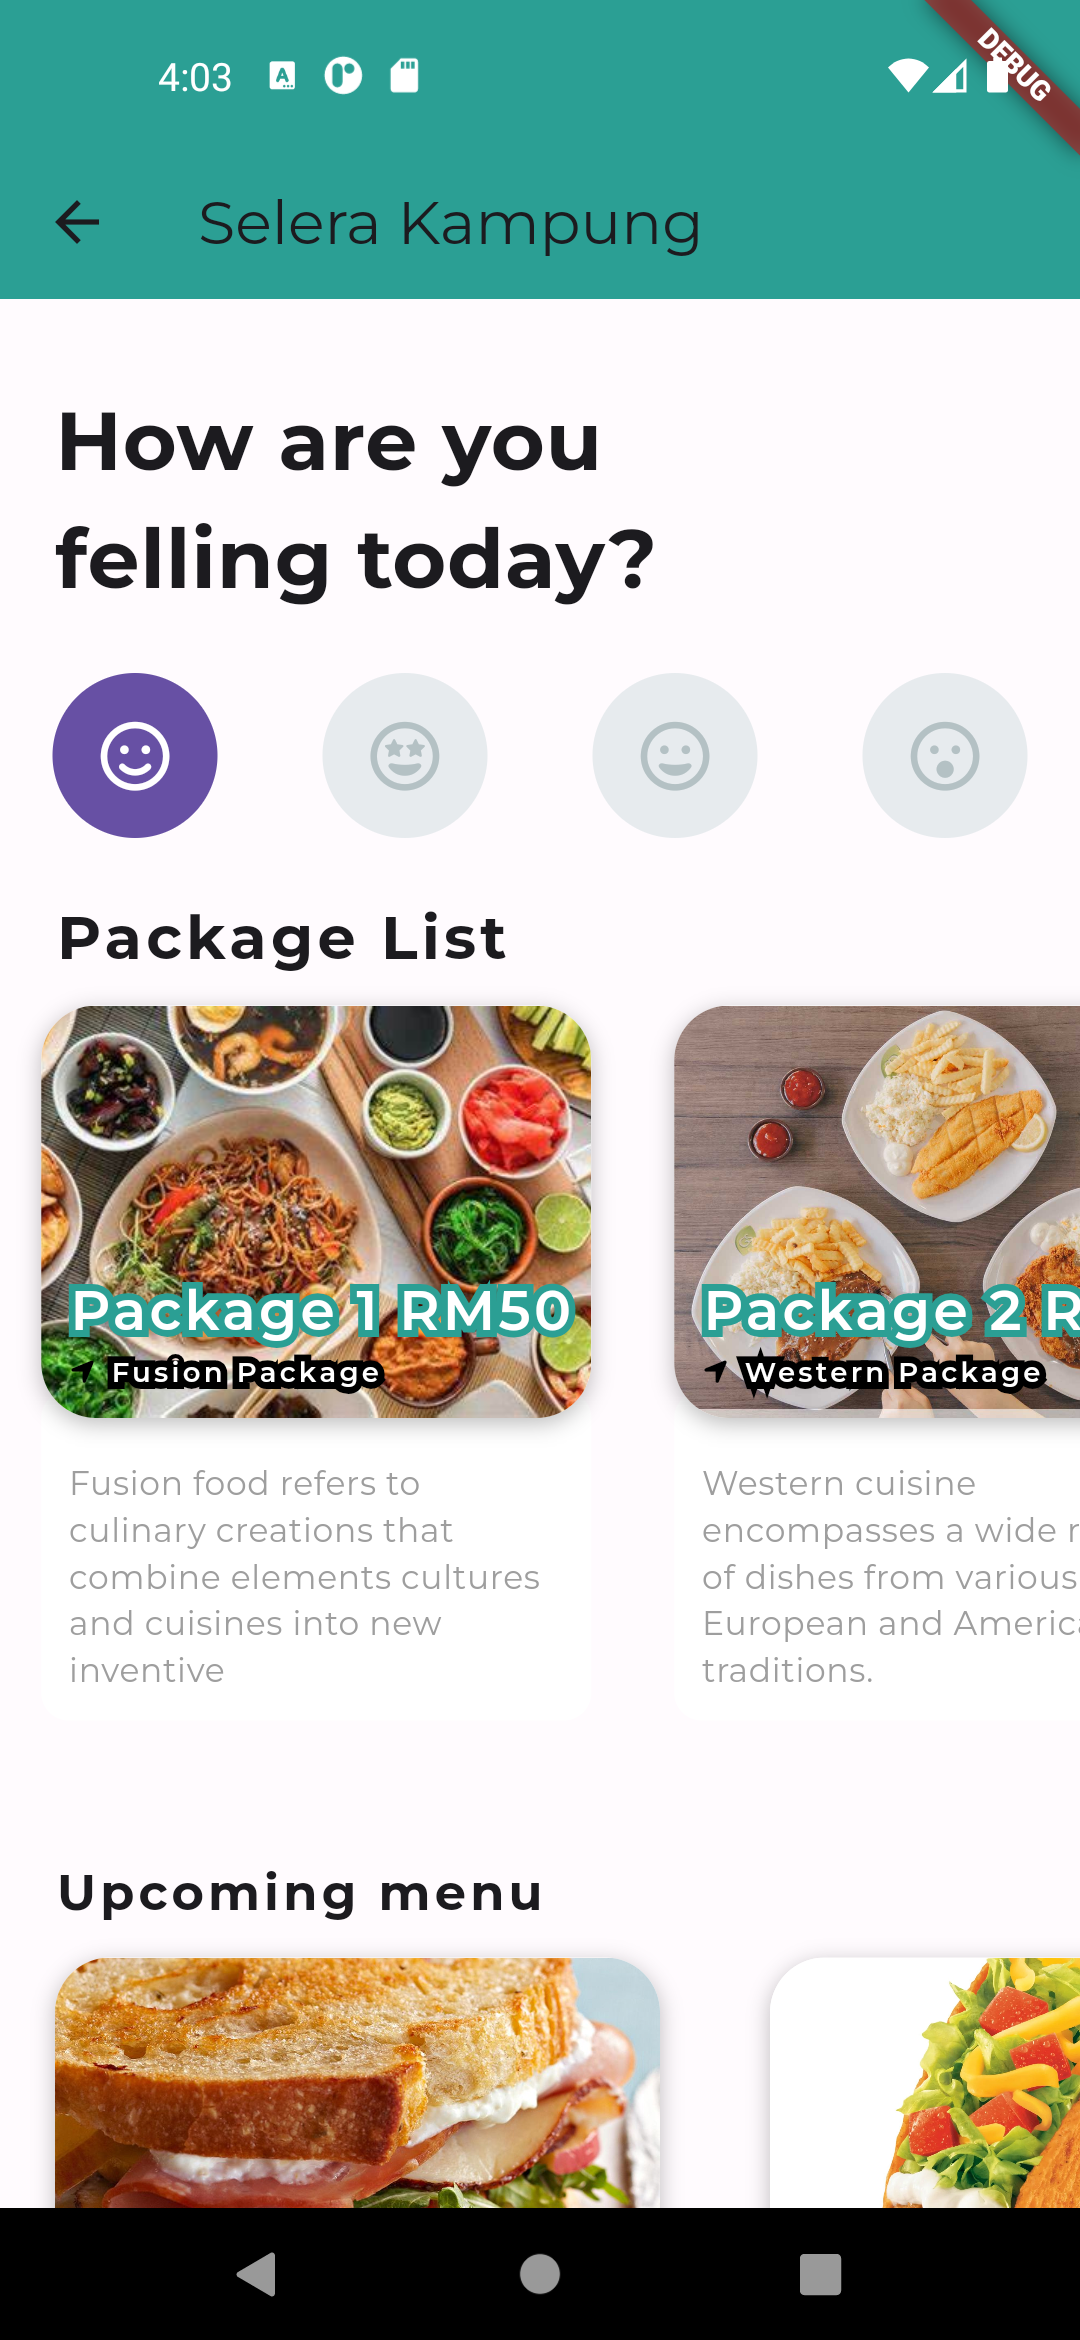 4:03
DEBUG
Selera Kampung
How are you
felling today?
Package List
Package 1 RM50
Fusion Package
Package 2 R
Western Package
Fusion food refers to
culinary creations that
combine elements cultures
and cuisines into new
inventive
Western cuisine
encompasses a wide r
of dishes from various
European and America
traditions.
Upcoming menu